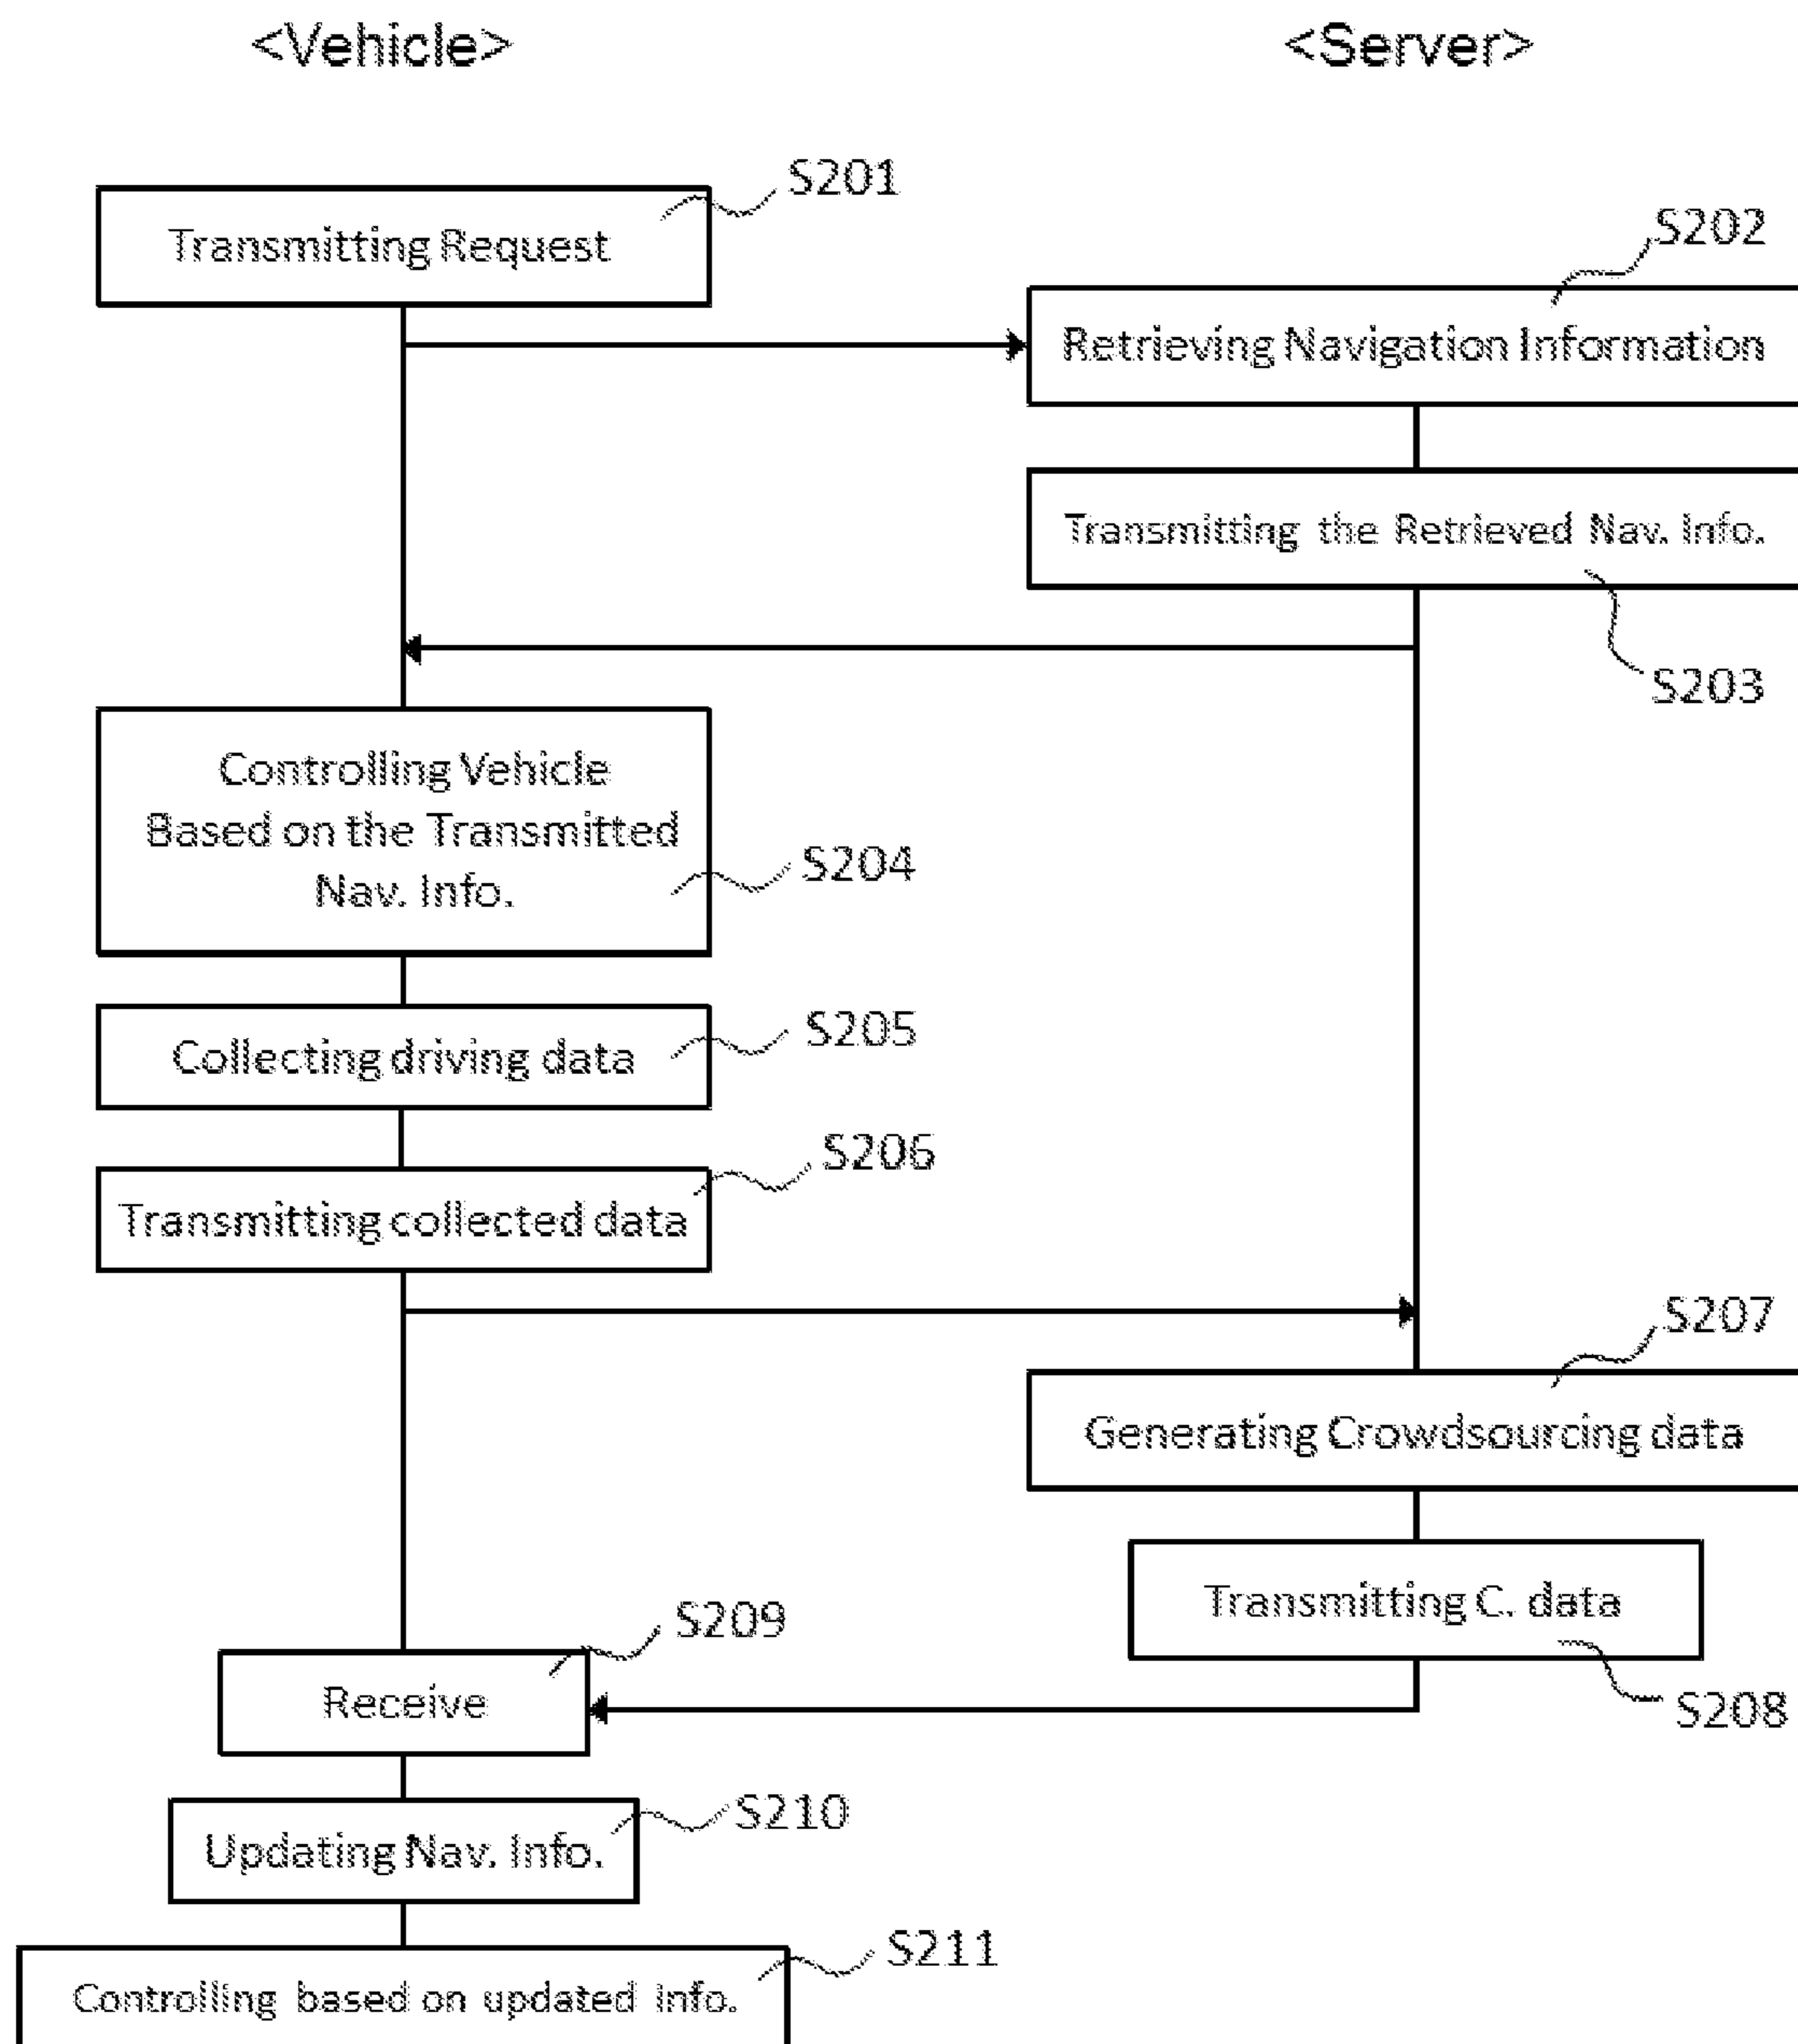 <Vehicle>
<Server>
S201
Transmitting Request
S202
Retrieving Navigation Information
Transmitting the Retrieved Nav. Info.
S203
Controlling Vehicle
Based on the Transmitted
Nav. Info.
S204
S205
Collecting driving data
S206
Transmitting collected data
S207
Generating Crowdsourcing data
Transmitting C. data
S208
S209
Receive
S210
Updating Nav. Info.
S211
Controlling based on updated info.